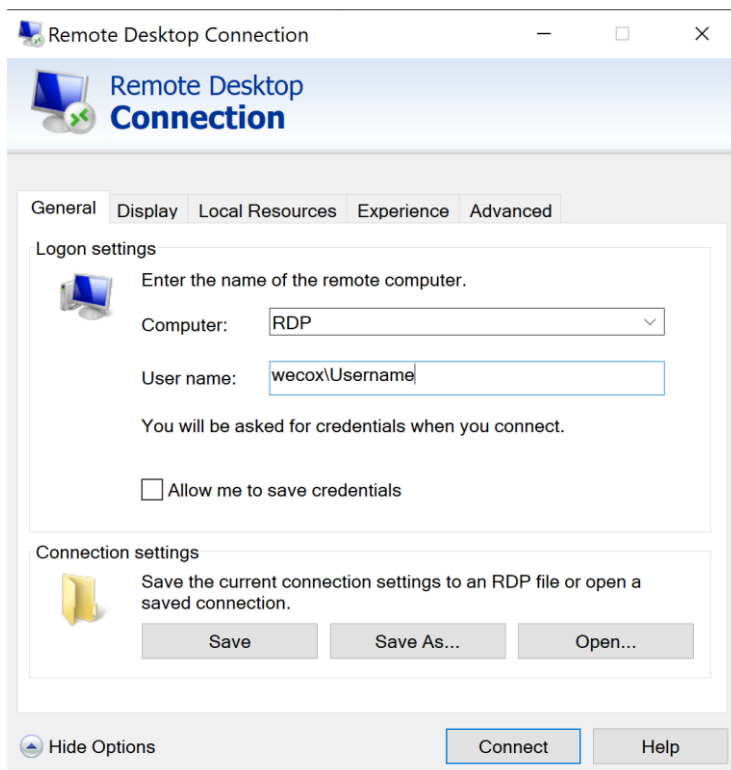 Remote Desktop Connection
Remote Desktop
Connection
General Display Local Resources Experience Advanced
Logon settings
Enter the name of the remote computer.
Computer: RDP
User name: wecox\Username
You will be asked for credentials when you connect.
Allow me to save credentials
Connection settings
Save the current connection settings to an RDP file or open a
saved connection.
Save Save As... Open...
Hide Options Connect Help